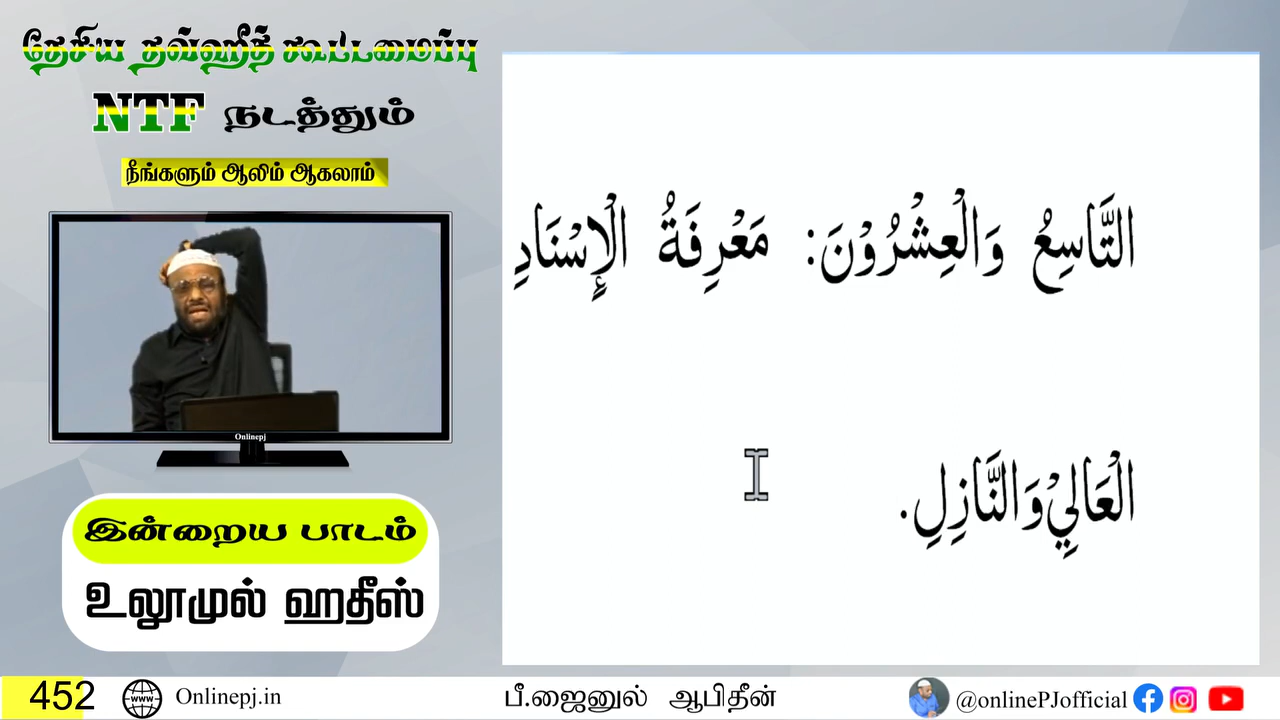 தேசிய தவ்ஹீத் கூட்டமைப்பு
NTF நடத்தும்
நீங்களும் ஆலிம் ஆகலாம்
Onlinepj
இன்றைய பாடம்
உலூமுல் ஹதீஸ்
التَّاسِعُ وَالْعِشْرُوْنَ: مَعْرِفَةُ الْإِسْنَادِ
الْعَالِيْ وَالنَّازِلِ.
452
www
Onlinepj.in
பீ.ஜைனுல் ஆபிதீன்
@onlinePJofficial